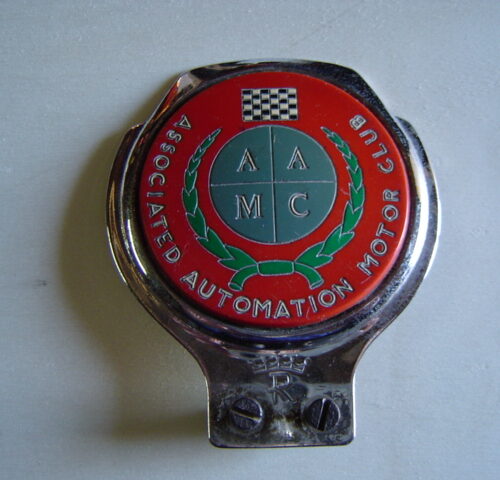 ASSOCIATED AUTOMATION MOTOR CLUB
A A
M C
R